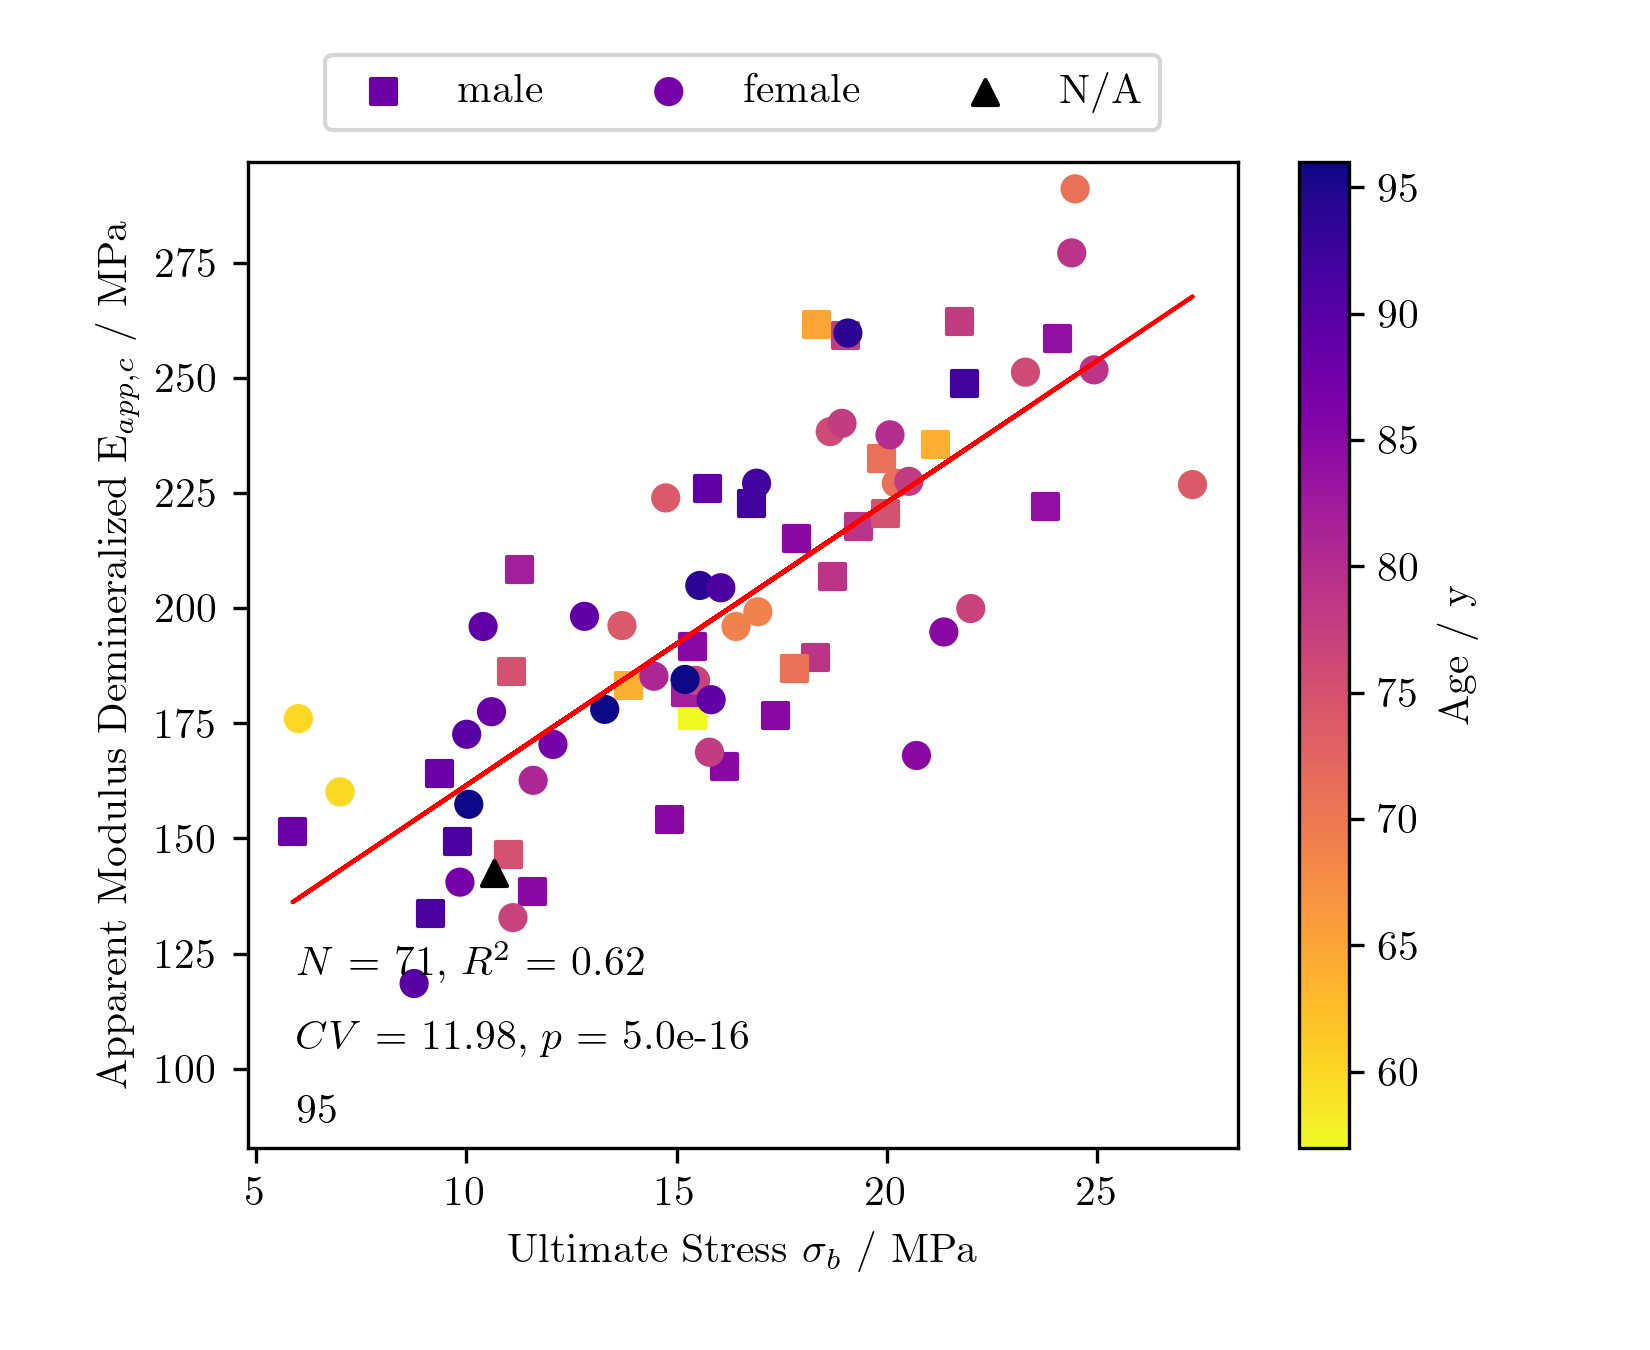 male female N/A
Apparent Modulus Demineralized E_app,c / MPa
275
250
225
200
175
150
125
100
N = 71, R² = 0.62
CV = 11.98, p = 5.0e-16
95
5 10 15 20 25
Ultimate Stress σ_b / MPa
95
90
85
80
75
70
65
60
Age / y